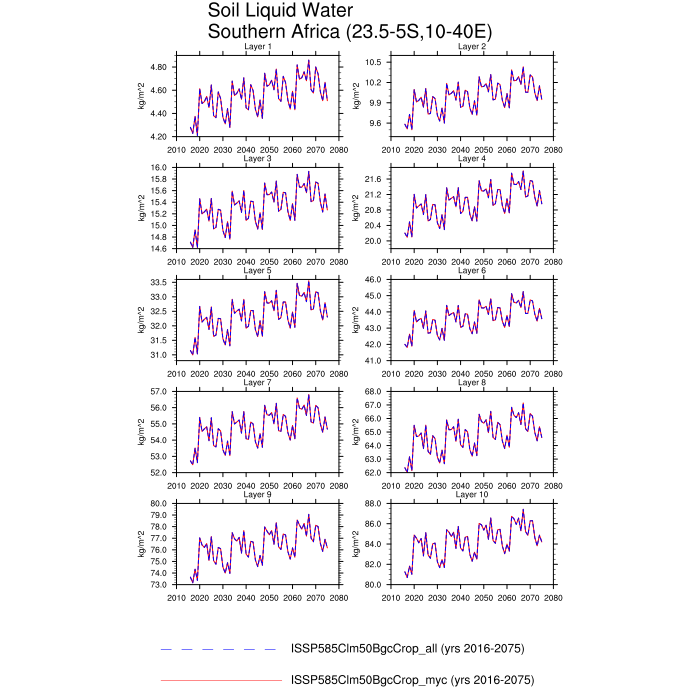 Soil Liquid Water
Southern Africa (23.5-5S,10-40E)
Layer 1
kg/m^2
4.80
4.60
4.40
4.20
2010 2020 2030 2040 2050 2060 2070 2080
Layer 2
kg/m^2
10.5
10.2
9.9
9.6
2010 2020 2030 2040 2050 2060 2070 2080
Layer 3
kg/m^2
16.0
15.8
15.6
15.4
15.2
15.0
14.8
14.6
2010 2020 2030 2040 2050 2060 2070 2080
Layer 4
kg/m^2
21.6
21.2
20.8
20.4
20.0
2010 2020 2030 2040 2050 2060 2070 2080
Layer 5
kg/m^2
33.5
33.0
32.5
32.0
31.5
31.0
2010 2020 2030 2040 2050 2060 2070 2080
Layer 6
kg/m^2
46.0
45.0
44.0
43.0
42.0
41.0
2010 2020 2030 2040 2050 2060 2070 2080
Layer 7
kg/m^2
57.0
56.0
55.0
54.0
53.0
52.0
2010 2020 2030 2040 2050 2060 2070 2080
Layer 8
kg/m^2
68.0
67.0
66.0
65.0
64.0
63.0
62.0
2010 2020 2030 2040 2050 2060 2070 2080
Layer 9
kg/m^2
80.0
79.0
78.0
77.0
76.0
75.0
74.0
73.0
2010 2020 2030 2040 2050 2060 2070 2080
Layer 10
kg/m^2
88.0
86.0
84.0
82.0
80.0
2010 2020 2030 2040 2050 2060 2070 2080
ISSP585Clm50BgcCrop_all (yrs 2016-2075)
ISSP585Clm50BgcCrop_myc (yrs 2016-2075)